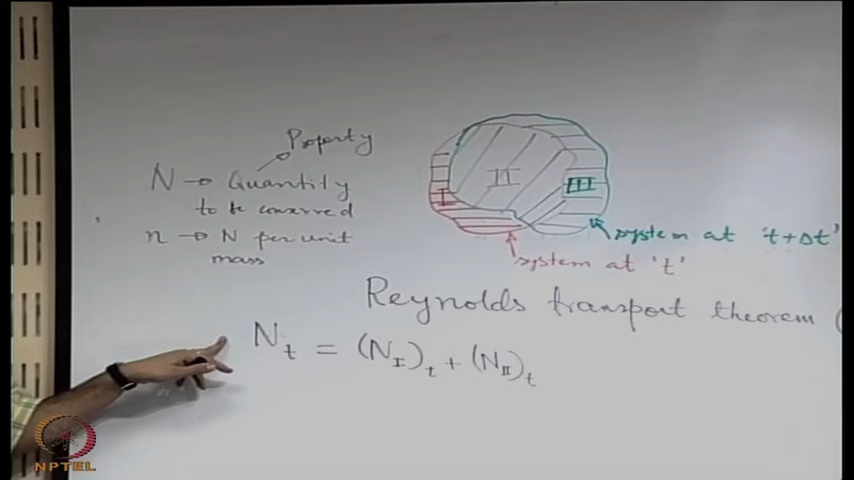 Property
N → Quantity
to be conserved
n → N per unit
mass
I
II
III
system at 't+Δt'
system at 't'
Reynolds transport theorem (
N_t = (N_I)_t + (N_II)_t
NPTEL